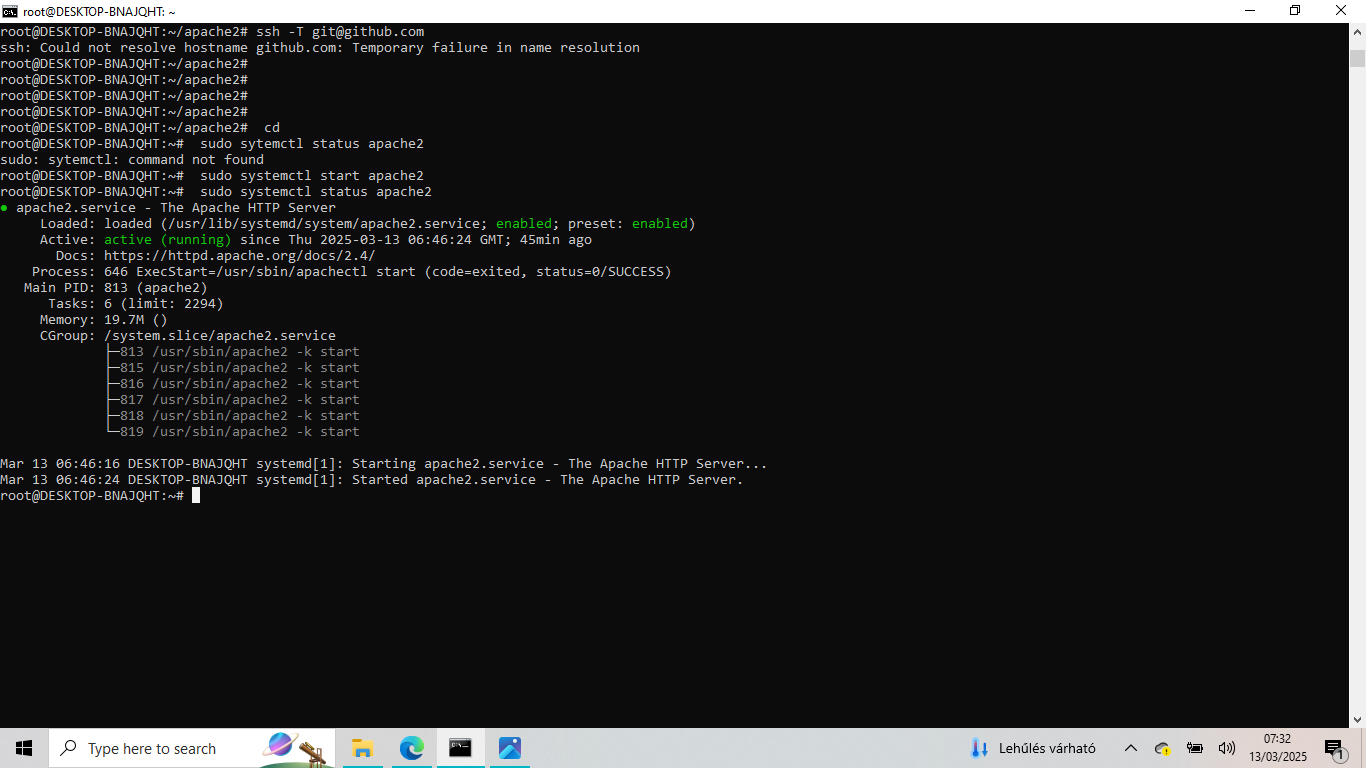 root@DESKTOP-BNAJQHT: ~
root@DESKTOP-BNAJQHT:~/apache2# ssh -T git@github.com
ssh: Could not resolve hostname github.com: Temporary failure in name resolution
root@DESKTOP-BNAJQHT:~/apache2#
root@DESKTOP-BNAJQHT:~/apache2#
root@DESKTOP-BNAJQHT:~/apache2#
root@DESKTOP-BNAJQHT:~/apache2#
root@DESKTOP-BNAJQHT:~/apache2#  cd
root@DESKTOP-BNAJQHT:~#  sudo sytemctl status apache2
sudo: sytemctl: command not found
root@DESKTOP-BNAJQHT:~#  sudo systemctl start apache2
root@DESKTOP-BNAJQHT:~#  sudo systemctl status apache2
● apache2.service - The Apache HTTP Server
     Loaded: loaded (/usr/lib/systemd/system/apache2.service; enabled; preset: enabled)
     Active: active (running) since Thu 2025-03-13 06:46:24 GMT; 45min ago
       Docs: https://httpd.apache.org/docs/2.4/
    Process: 646 ExecStart=/usr/sbin/apachectl start (code=exited, status=0/SUCCESS)
   Main PID: 813 (apache2)
      Tasks: 6 (limit: 2294)
     Memory: 19.7M ()
     CGroup: /system.slice/apache2.service
             ├─813 /usr/sbin/apache2 -k start
             ├─815 /usr/sbin/apache2 -k start
             ├─816 /usr/sbin/apache2 -k start
             ├─817 /usr/sbin/apache2 -k start
             ├─818 /usr/sbin/apache2 -k start
             └─819 /usr/sbin/apache2 -k start
Mar 13 06:46:16 DESKTOP-BNAJQHT systemd[1]: Starting apache2.service - The Apache HTTP Server...
Mar 13 06:46:24 DESKTOP-BNAJQHT systemd[1]: Started apache2.service - The Apache HTTP Server.
root@DESKTOP-BNAJQHT:~#
Type here to search
Lehűlés várható
07:32
13/03/2025
1